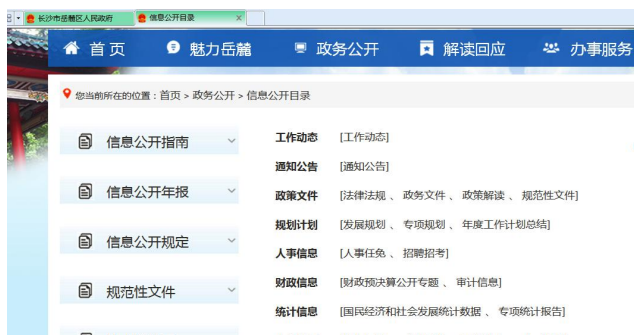 长沙市岳麓区人民政府 信息公开目录 x
首页 魅力岳麓 政务公开 解读回应 办事服务
您当前所在的位置：首页 > 政务公开 > 信息公开目录
信息公开指南
信息公开年报
信息公开规定
规范性文件
工作动态 [工作动态]
通知公告 [通知公告]
政策文件 [法律法规 、 政务文件 、 政策解读 、 规范性文件]
规划计划 [发展规划 、 专项规划 、 年度工作计划总结]
人事信息 [人事任免 、 招聘招考]
财政信息 [财政预决算公开专题 、 审计信息]
统计信息 [国民经济和社会发展统计数据 、 专项统计报告]